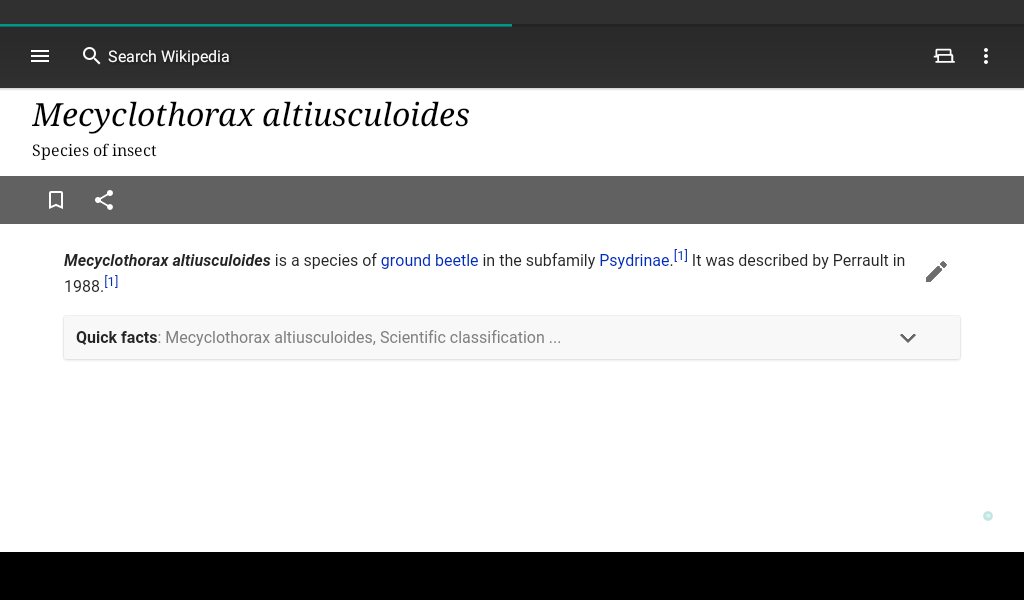 Search Wikipedia
Mecyclothorax altiusculoides
Species of insect
Mecyclothorax altiusculoides is a species of ground beetle in the subfamily Psydrinae.[1] It was described by Perrault in
1988.[1]
Quick facts: Mecyclothorax altiusculoides, Scientific classification ...